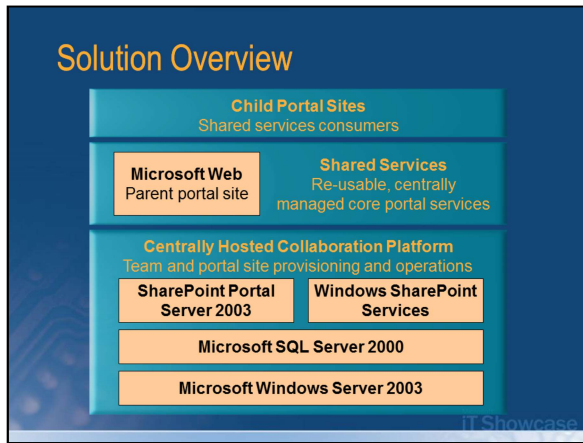 Solution Overview
Child Portal Sites
Shared services consumers
Microsoft Web
Parent portal site
Shared Services
Re-usable, centrally
managed core portal services
Centrally Hosted Collaboration Platform
Team and portal site provisioning and operations
SharePoint Portal
Server 2003
Windows SharePoint
Services
Microsoft SQL Server 2000
Microsoft Windows Server 2003
iT Showcase